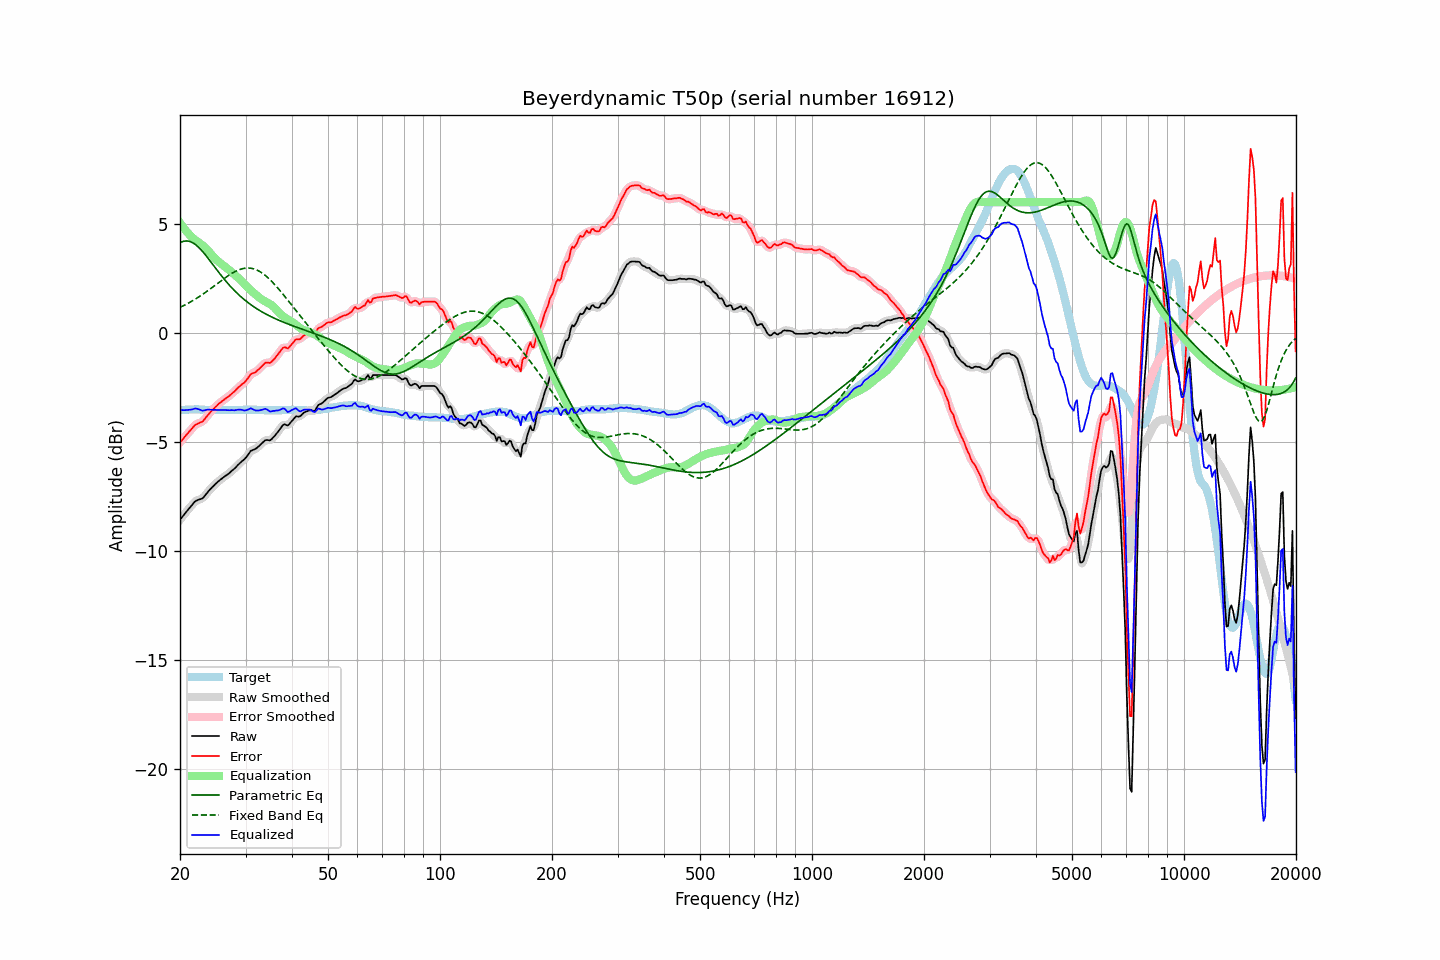 Beyerdynamic T50p (serial number 16912)
Amplitude (dBr)
5
0
−5
−10
−15
−20
Target
Raw Smoothed
Error Smoothed
Raw
Error
Equalization
Parametric Eq
Fixed Band Eq
Equalized
20 50 100 200 500 1000 2000 5000 10000 20000
Frequency (Hz)